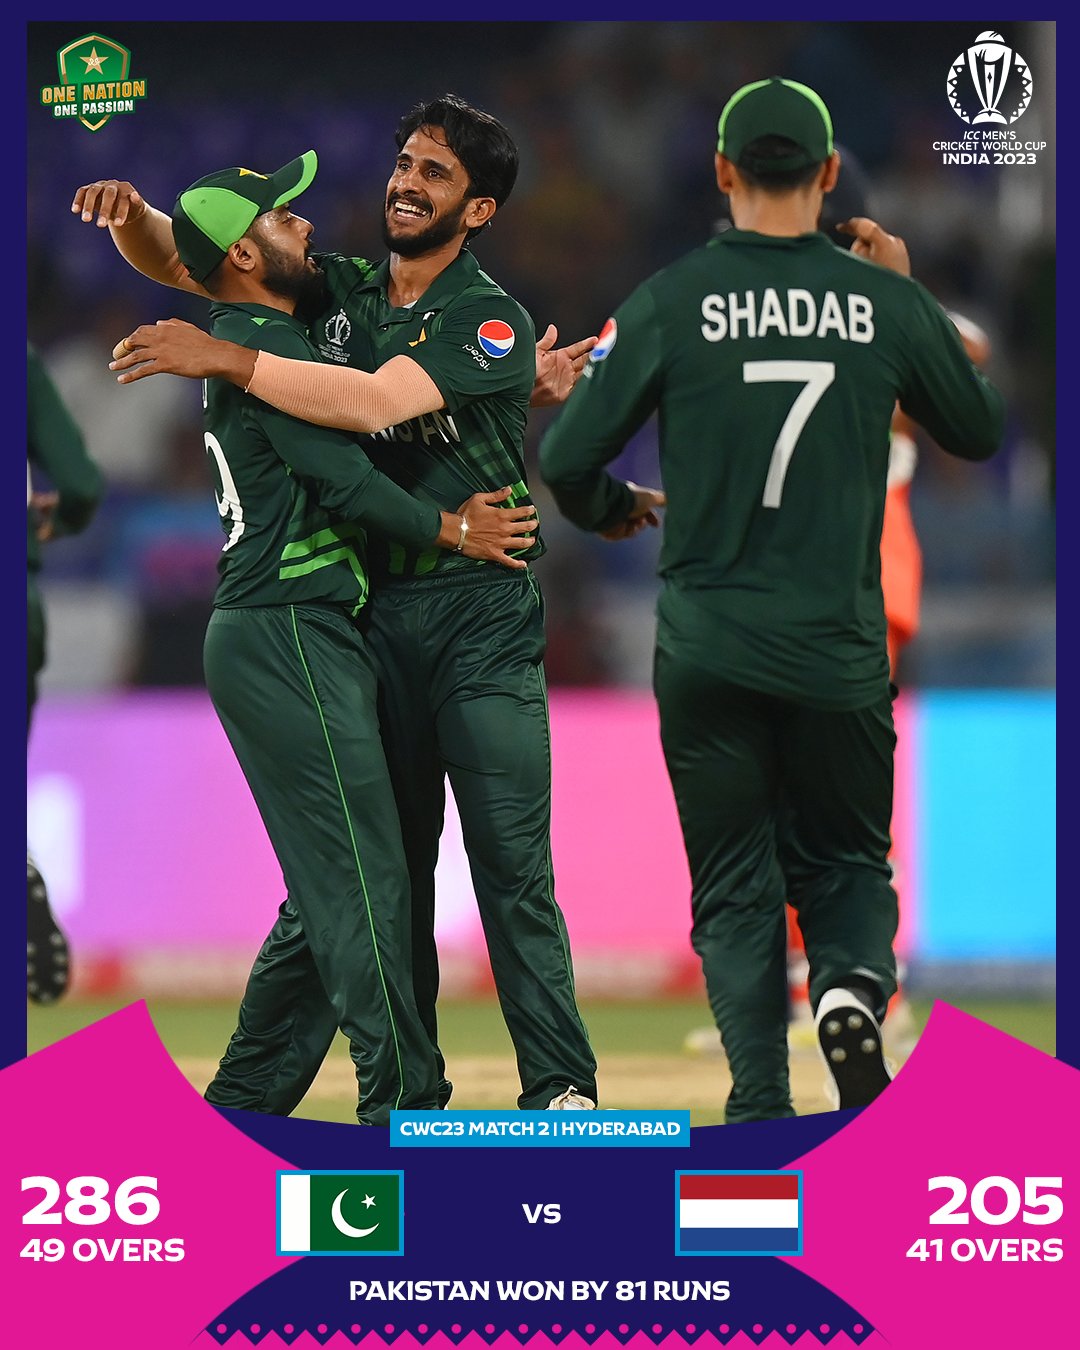 ONE NATION
ONE PASSION
ICC MEN'S
CRICKET WORLD CUP
INDIA 2023
SHADAB
7
CWC23 MATCH 2 | HYDERABAD
286
49 OVERS
VS
205
41 OVERS
PAKISTAN WON BY 81 RUNS